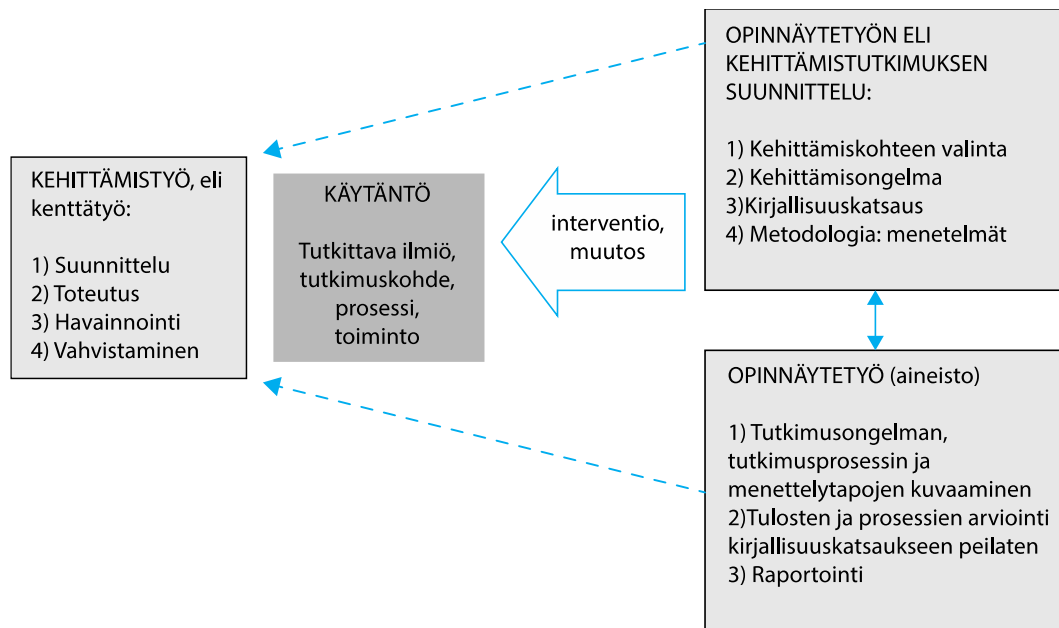 KEHITTÄMISTYÖ, eli
kenttätyö:
1) Suunnittelu
2) Toteutus
3) Havainnointi
4) Vahvistaminen
KÄYTÄNTÖ
Tutkittava ilmiö,
tutkimuskohde,
prosessi,
toiminto
interventio,
muutos
OPINNÄYTETYÖN ELI
KEHITTÄMISTUTKIMUKSEN
SUUNNITTELU:
1) Kehittämiskohteen valinta
2) Kehittämisongelma
3)Kirjallisuuskatsaus
4) Metodologia: menetelmät
OPINNÄYTETYÖ (aineisto)
1) Tutkimusongelman,
tutkimusprosessin ja
menettelytapojen kuvaaminen
2)Tulosten ja prosessien arviointi
kirjallisuuskatsaukseen peilaten
3) Raportointi